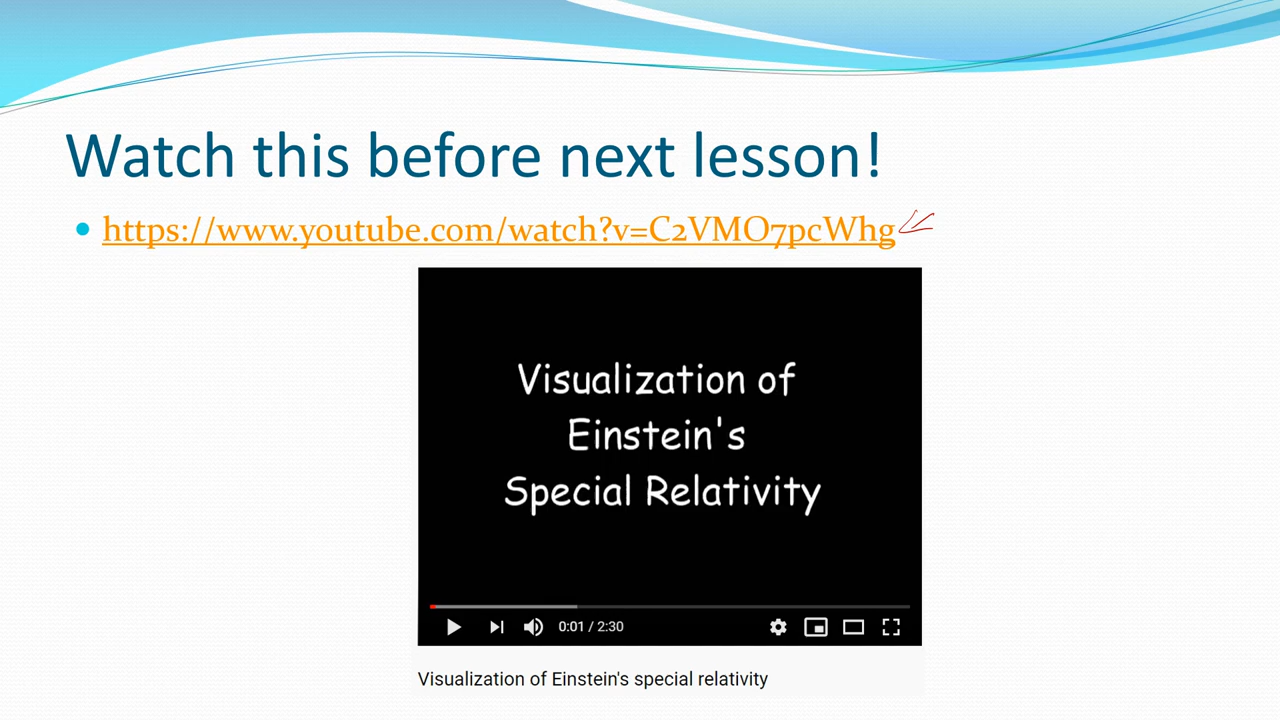 Watch this before next lesson!
https://www.youtube.com/watch?v=C2VMO7pcWhg
Visualization of
Einstein's
Special Relativity
0:01 / 2:30
Visualization of Einstein's special relativity